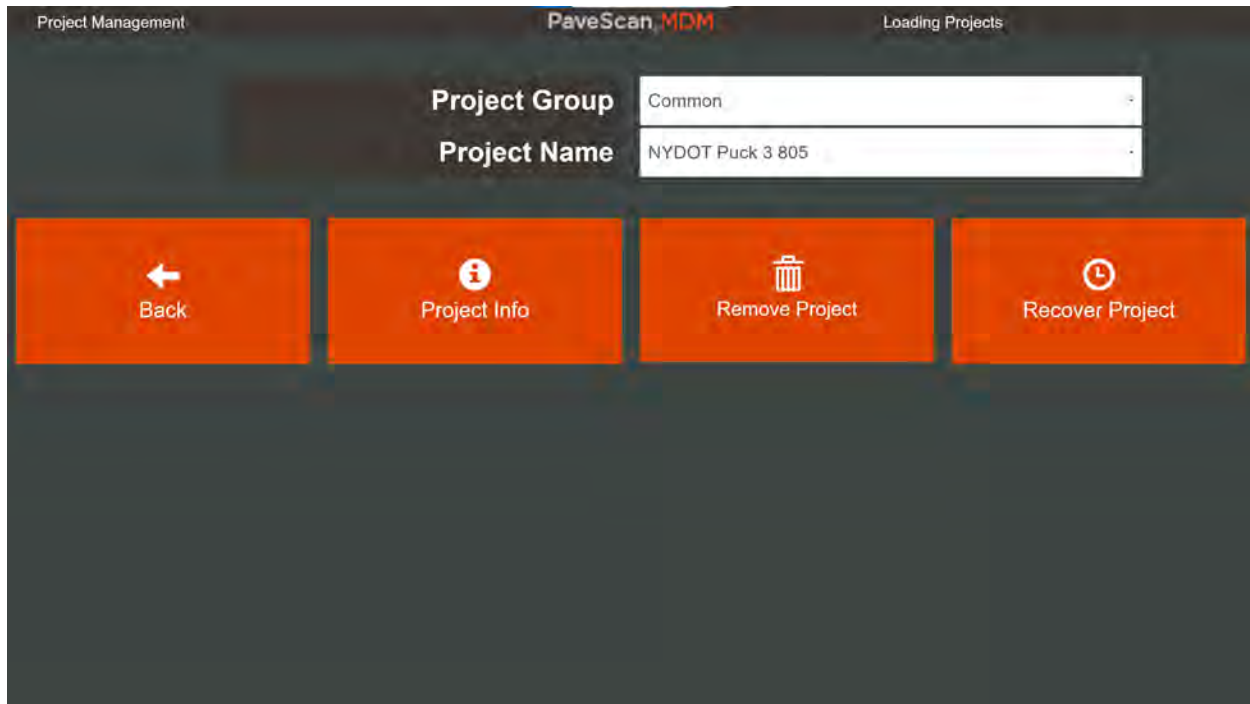 Project Management
PaveScan, MDM
Loading Projects
Project Group
Common
Project Name
NYDOT Puck 3 805
Back
Project Info
Remove Project
Recover Project